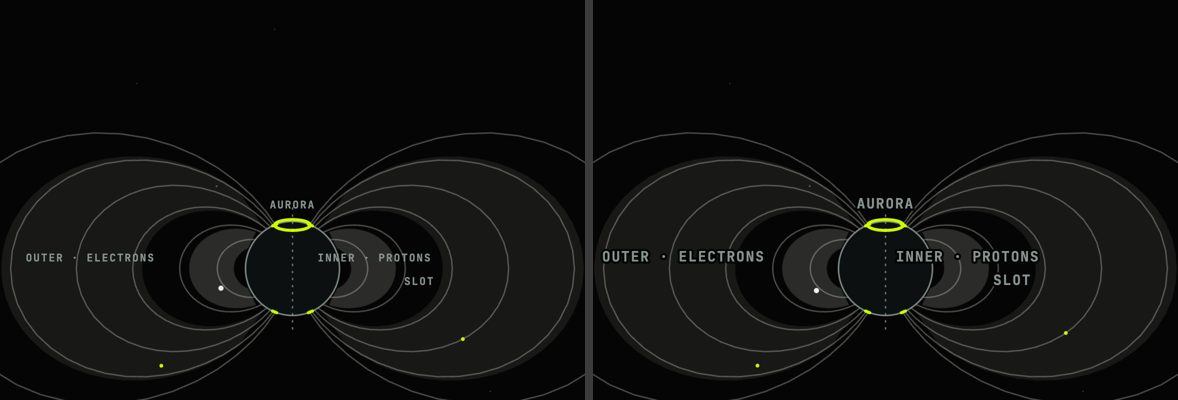 AURORA
OUTER · ELECTRONS
INNER · PROTONS
SLOT
AURORA
OUTER · ELECTRONS
INNER · PROTONS
SLOT